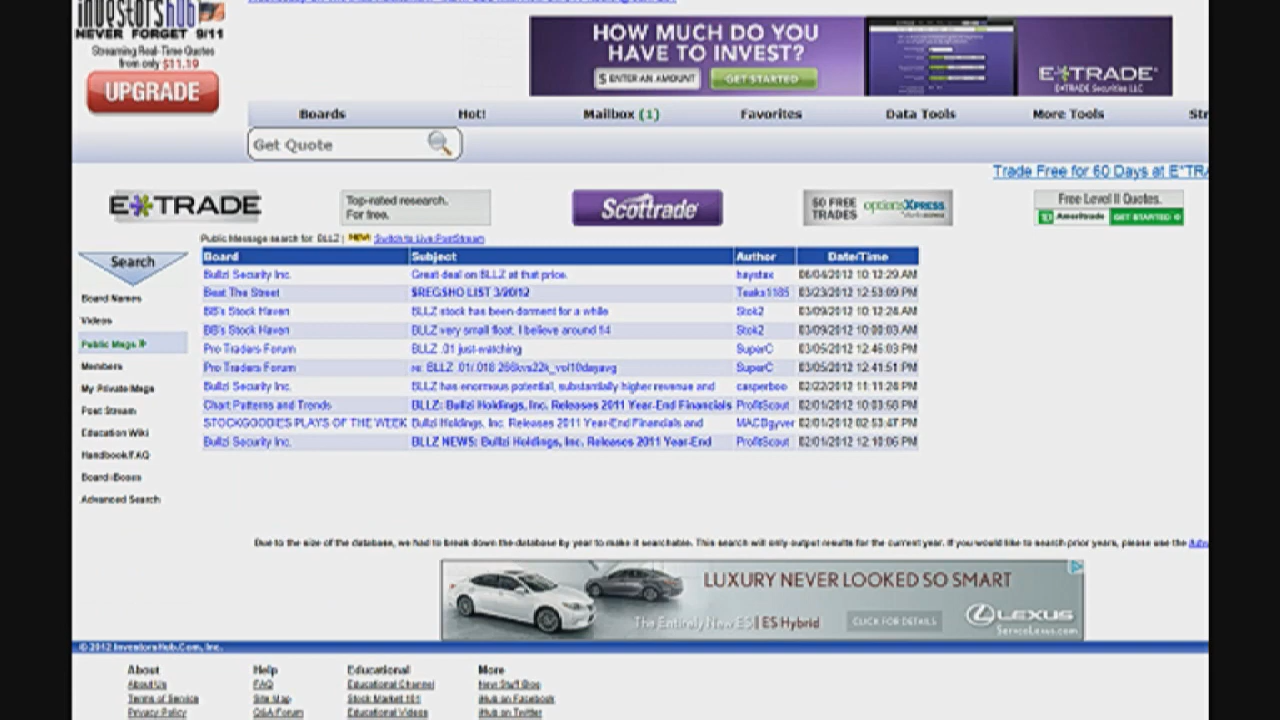 investorshub
NEVER FORGET 9/11
Streaming Real-Time Quotes
from only $11.19
UPGRADE
HOW MUCH DO YOU
HAVE TO INVEST?
$ ENTER AN AMOUNT
GET STARTED
E*TRADE
E*TRADE Securities LLC
Boards Hot! Mailbox (1) Favorites Data Tools More Tools Str
Get Quote
Trade Free for 60 Days at E*TRA
E*TRADE
Top-rated research.
For free.
Scottrade
50 FREE
TRADES
optionsXpress
Free Level II Quotes.
Ameritrade GET STARTED
Public Message search for: BLLZ | NEW! Switch to Live PostStream
Search
Board Names
Videos
Public Msgs
Members
My Private Msgs
Post Stream
Education Wiki
Handbook/FAQ
Board iBoxes
Advanced Search
Board Subject Author Date/Time
Bullzi Security Inc. Great deal on BLLZ at that price. haystax 06/04/2012 10:12:29 AM
Beat The Street $REGSHO LIST 3/20/12 Teaks1185 03/23/2012 12:53:09 PM
BB's Stock Haven BLLZ stock has been dorment for a while Stok2 03/09/2012 10:12:24 AM
BB's Stock Haven BLLZ very small float, I believe around 14 Stok2 03/09/2012 10:00:03 AM
Pro Traders Forum BLLZ .01 just-watching SuperC 03/05/2012 12:46:03 PM
Pro Traders Forum re: BLLZ .01/.018 266kvs22k_vol10dayavg SuperC 03/05/2012 12:41:51 PM
Bullzi Security Inc. BLLZ has enormous potential, substantially higher revenue and casperboo 02/22/2012 11:11:26 PM
Chart Patterns and Trends BLLZ: Bullzi Holdings, Inc. Releases 2011 Year-End Financials ProfitScout 02/01/2012 10:03:50 PM
STOCKGOODIES PLAYS OF THE WEEK Bullzi Holdings, Inc. Releases 2011 Year-End Financials and MACDgyver 02/01/2012 02:53:47 PM
Bullzi Security Inc. BLLZ NEWS: Bullzi Holdings, Inc. Releases 2011 Year-End ProfitScout 02/01/2012 12:10:06 PM
Due to the size of the database, we had to break down the database by year to make it searchable. This search will only output results for the current year. If you would like to search prior years, please use the Adv
LUXURY NEVER LOOKED SO SMART
The Entirely New ES | ES Hybrid
CLICK FOR DETAILS
LEXUS
© 2012 InvestorsHub.Com, Inc.
About Help Educational More
About Us FAQ Educational Channel
Terms of Service Site Map Stock Market 101 iHub on Facebook
Privacy Policy Q&A Forum Educational Videos iHub on Twitter